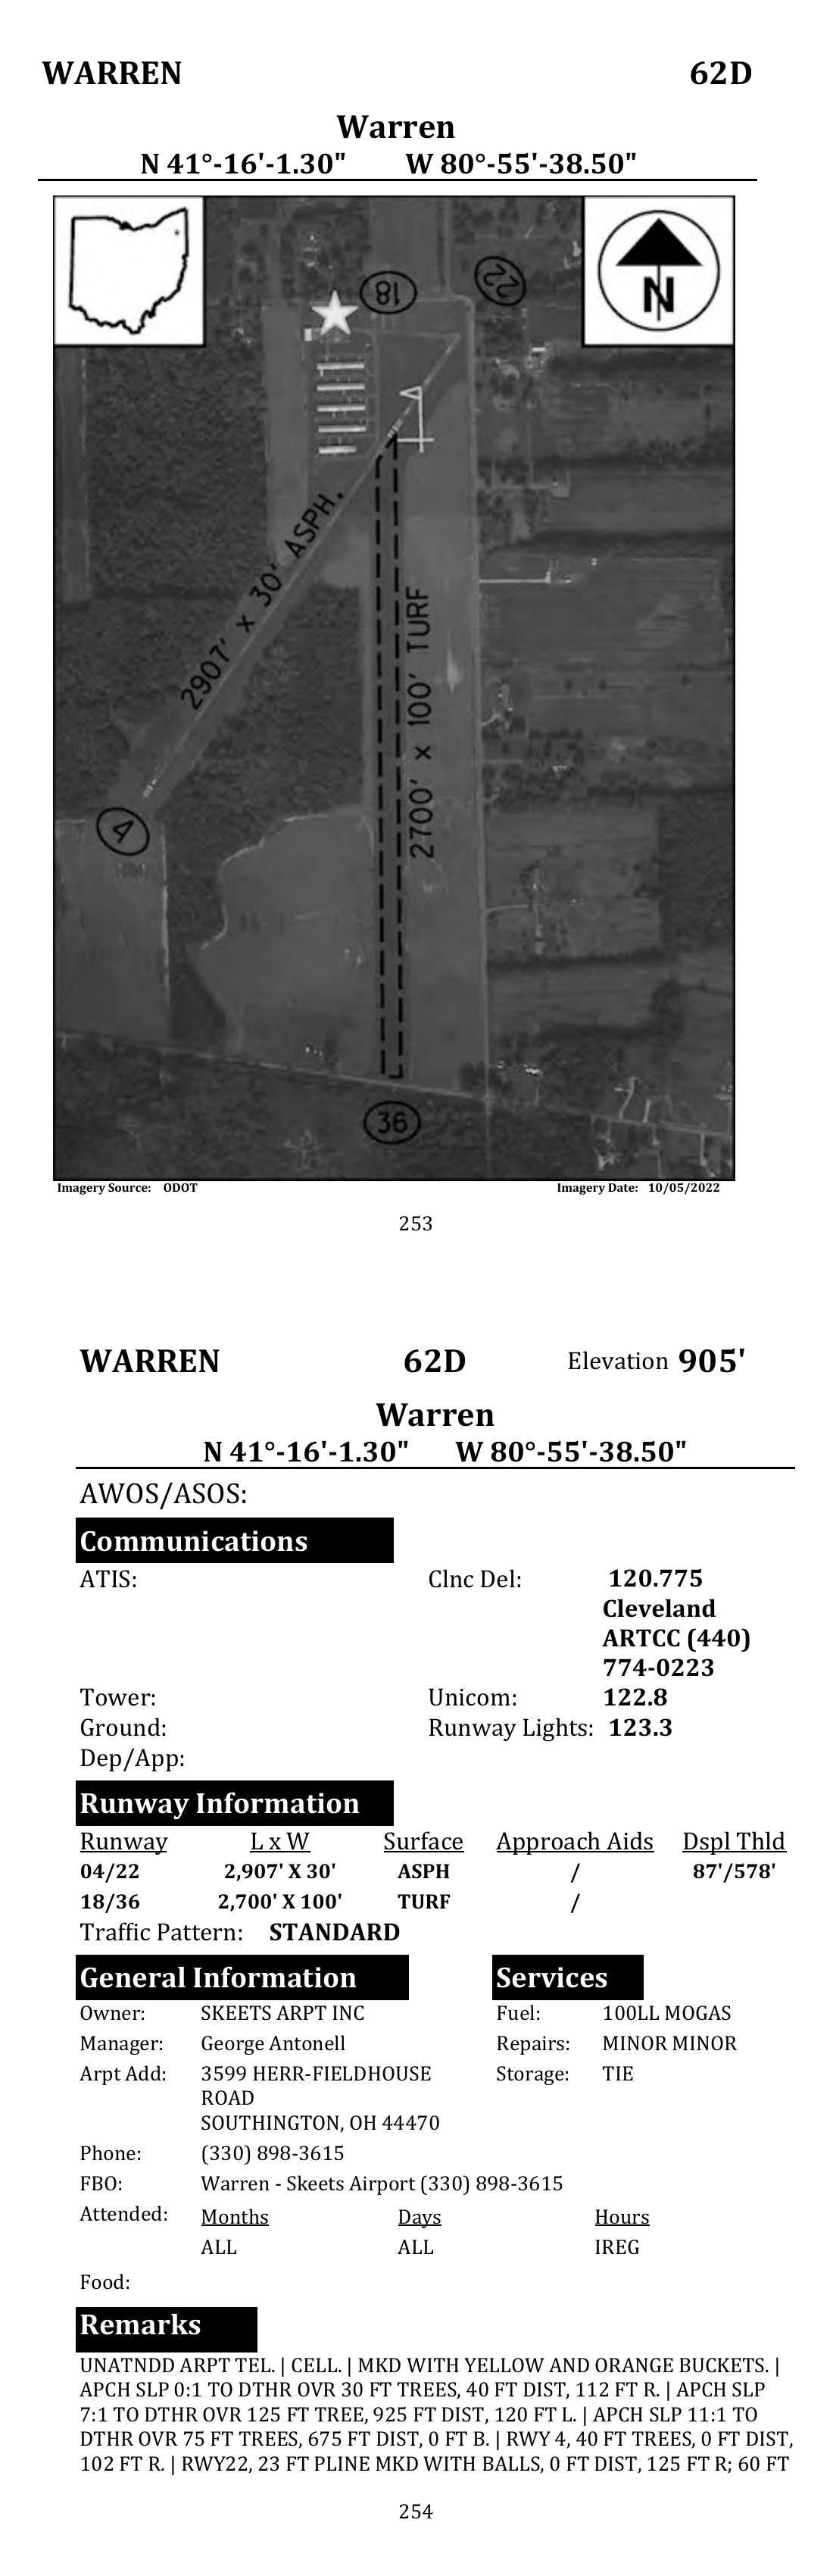 WARREN 62D
Warren
N 41°-16'-1.30" W 80°-55'-38.50"
18
22
N
2907' x 30' ASPH.
2700' x 100' TURF
4
36
Imagery Source: ODOT Imagery Date: 10/05/2022
253
WARREN 62D Elevation 905'
Warren
N 41°-16'-1.30" W 80°-55'-38.50"
AWOS/ASOS:
Communications
ATIS: Clnc Del: 120.775
Cleveland
ARTCC (440)
774-0223
Tower: Unicom: 122.8
Ground: Runway Lights: 123.3
Dep/App:
Runway Information
Runway L x W Surface Approach Aids Dspl Thld
04/22 2,907' X 30' ASPH / 87'/578'
18/36 2,700' X 100' TURF /
Traffic Pattern: STANDARD
General Information Services
Owner: SKEETS ARPT INC Fuel: 100LL MOGAS
Manager: George Antonell Repairs: MINOR MINOR
Arpt Add: 3599 HERR-FIELDHOUSE Storage: TIE
ROAD
SOUTHINGTON, OH 44470
Phone: (330) 898-3615
FBO: Warren - Skeets Airport (330) 898-3615
Attended: Months Days Hours
ALL ALL IREG
Food:
Remarks
UNATNDD ARPT TEL. | CELL. | MKD WITH YELLOW AND ORANGE BUCKETS. |
APCH SLP 0:1 TO DTHR OVR 30 FT TREES, 40 FT DIST, 112 FT R. | APCH SLP
7:1 TO DTHR OVR 125 FT TREE, 925 FT DIST, 120 FT L. | APCH SLP 11:1 TO
DTHR OVR 75 FT TREES, 675 FT DIST, 0 FT B. | RWY 4, 40 FT TREES, 0 FT DIST,
102 FT R. | RWY22, 23 FT PLINE MKD WITH BALLS, 0 FT DIST, 125 FT R; 60 FT
254